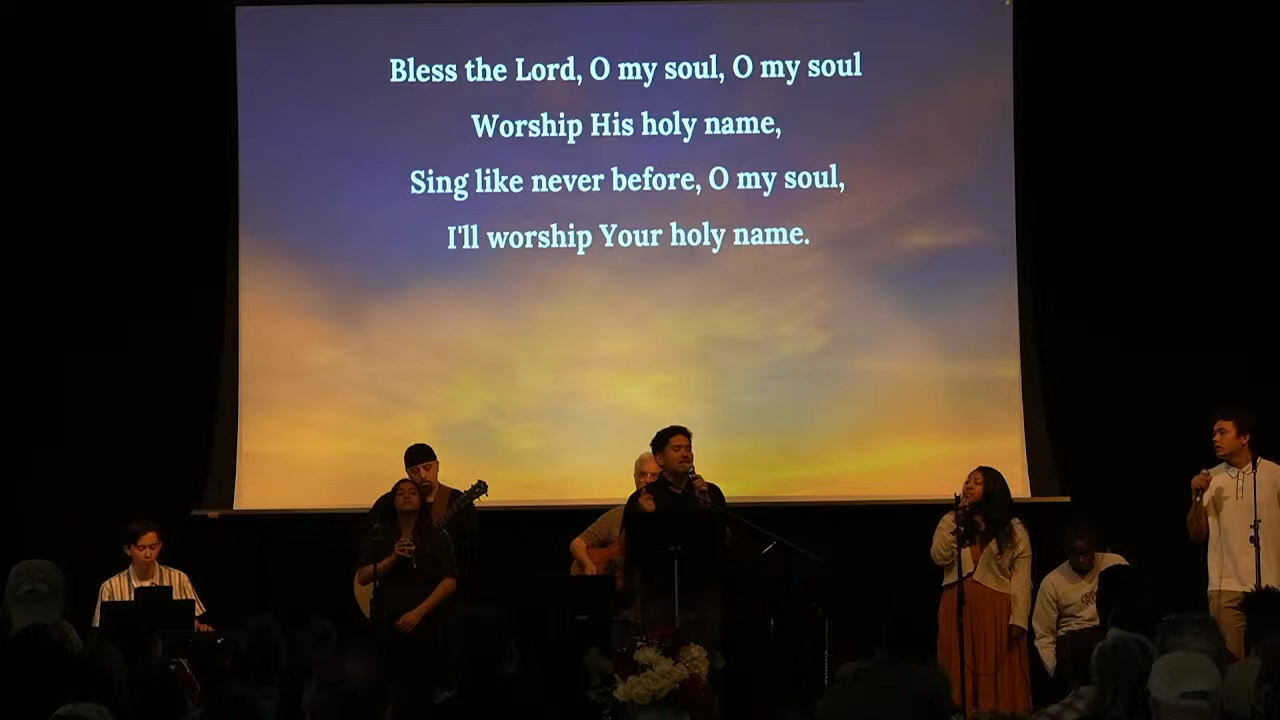 Bless the Lord, O my soul, O my soul
Worship His holy name,
Sing like never before, O my soul,
I'll worship Your holy name.